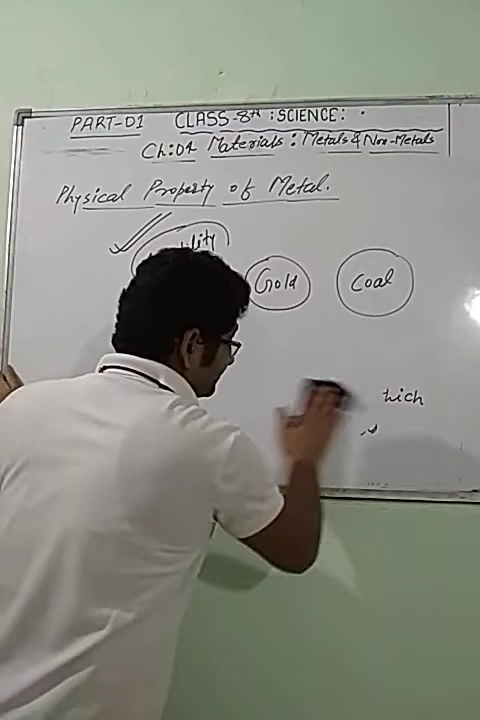 PART-01 CLASS-8th : SCIENCE:
Ch:04 Materials : Metals & Non-Metals
Physical Property of Metal.
Gold Coal
hich